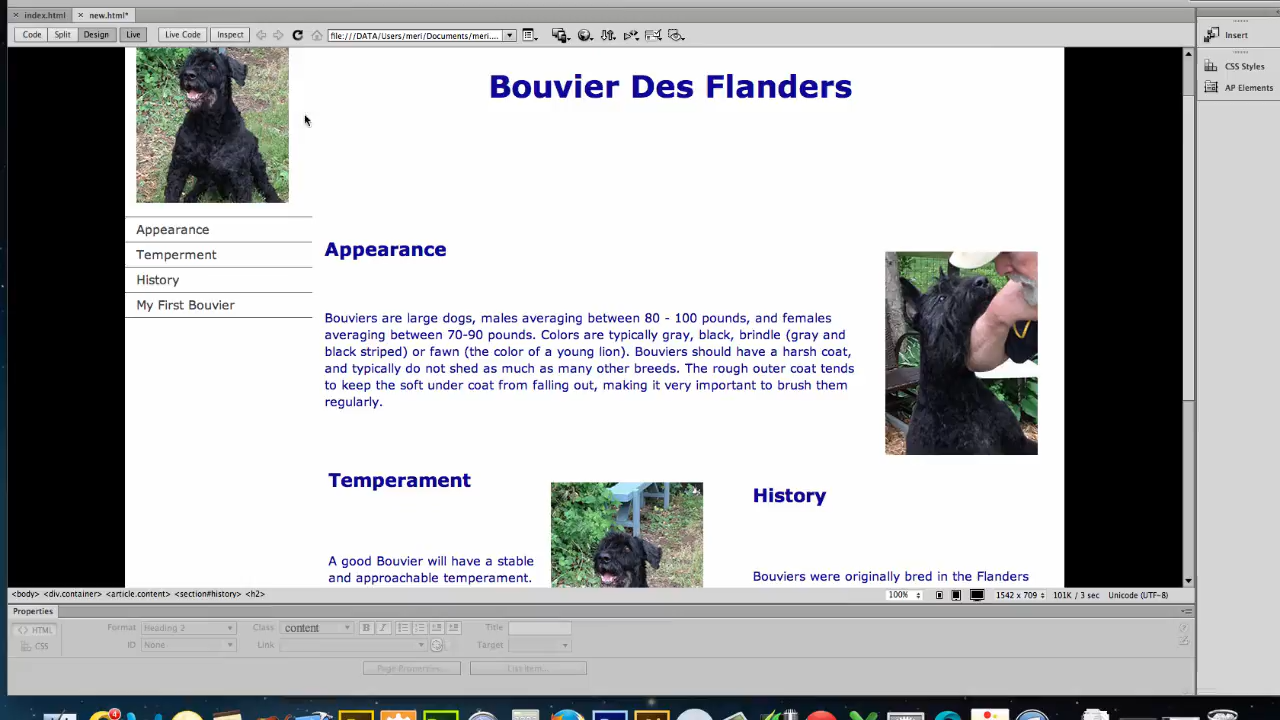 index.html
new.html*
Code Split Design Live Live Code Inspect file:///DATA/Users/meri/Documents/meri....
Insert
CSS Styles
AP Elements
Bouvier Des Flanders
Appearance
Temperment
History
My First Bouvier
Appearance
Bouviers are large dogs, males averaging between 80 - 100 pounds, and females
averaging between 70-90 pounds. Colors are typically gray, black, brindle (gray and
black striped) or fawn (the color of a young lion). Bouviers should have a harsh coat,
and typically do not shed as much as many other breeds. The rough outer coat tends
to keep the soft under coat from falling out, making it very important to brush them
regularly.
Temperament
A good Bouvier will have a stable
and approachable temperament.
History
Bouviers were originally bred in the Flanders
<body> <div.container> <article.content> <section#history> <h2>
100% 1542 x 709 101K / 3 sec Unicode (UTF-8)
Properties
<> HTML Format Heading 2 Class content B I Title
CSS ID None Link Target
Page Properties... List Item...
4